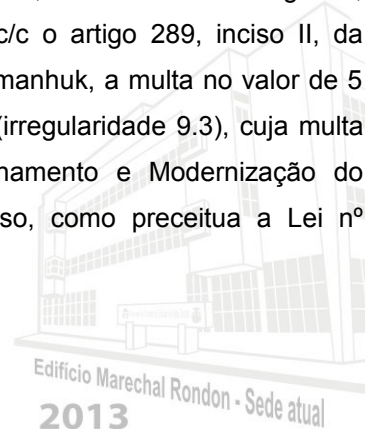 c/c o artigo 289, inciso II, da
manhuk, a multa no valor de 5
(irregularidade 9.3), cuja multa
namento e Modernização do
so, como preceitua a Lei nº
Edifício Marechal Rondon - Sede atual
2013